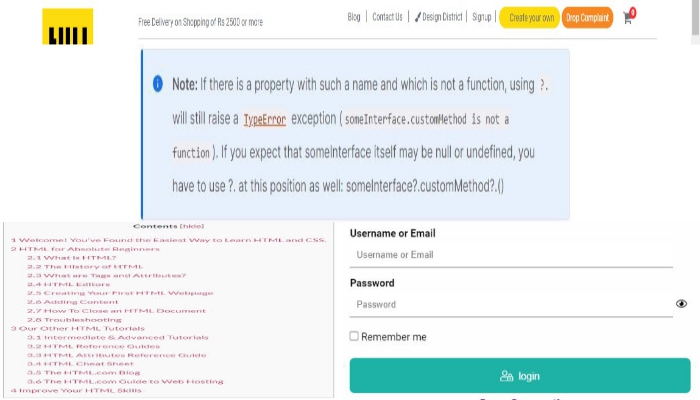 Free Delivery on Shopping of Rs 2500 or more
Blog | Contact Us | Design District | Signup | Create your own Drop Complaint 0
Note: If there is a property with such a name and which is not a function, using ?.
will still raise a TypeError exception (someInterface.customMethod is not a
function). If you expect that someInterface itself may be null or undefined, you
have to use ?. at this position as well: someInterface?.customMethod?.()
Contents [hide]
1 Welcome! You've Found the Easiest Way to Learn HTML and CSS.
2 HTML for Absolute Beginners
2.1 What is HTML?
2.2 The History of HTML
2.3 What are Tags and Attributes?
2.4 HTML Editors
2.5 Creating Your First HTML Webpage
2.6 Adding Content
2.7 How To Close an HTML Document
2.8 Troubleshooting
3 Our Other HTML Tutorials
3.1 Intermediate & Advanced Tutorials
3.2 HTML Reference Guides
3.3 HTML Attributes Reference Guide
3.4 HTML Cheat Sheet
3.5 The HTML.com Blog
3.6 The HTML.com Guide to Web Hosting
4 Improve Your HTML Skills
Username or Email
Username or Email
Password
Password
Remember me
login